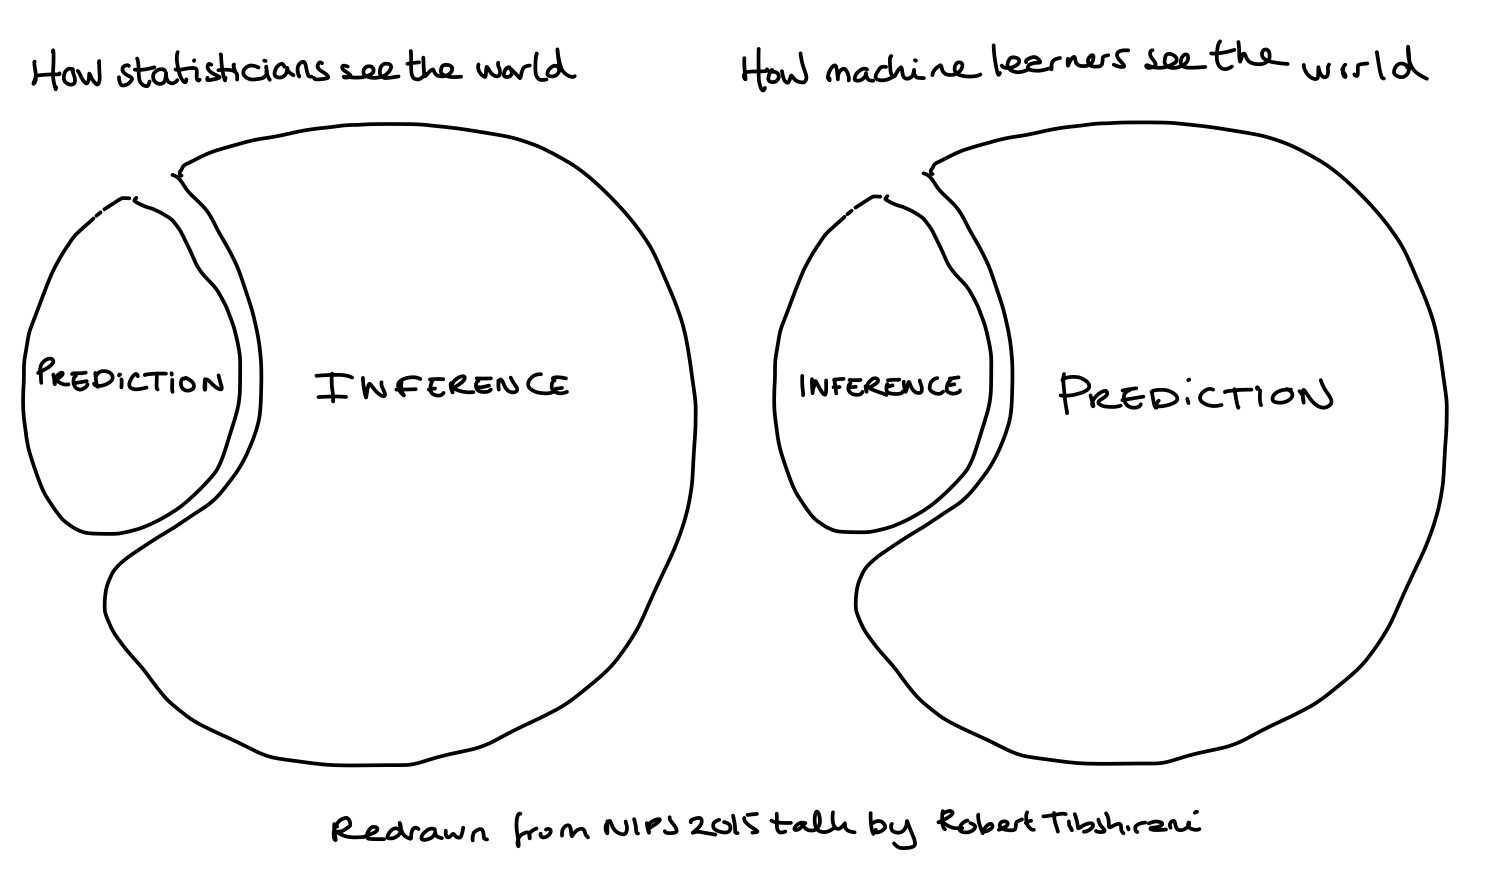 How statisticians see the world
How machine learners see the world
PREDICTION
INFERENCE
INFERENCE
PREDICTION
Redrawn from NIPS 2015 talk by Robert Tibshirani